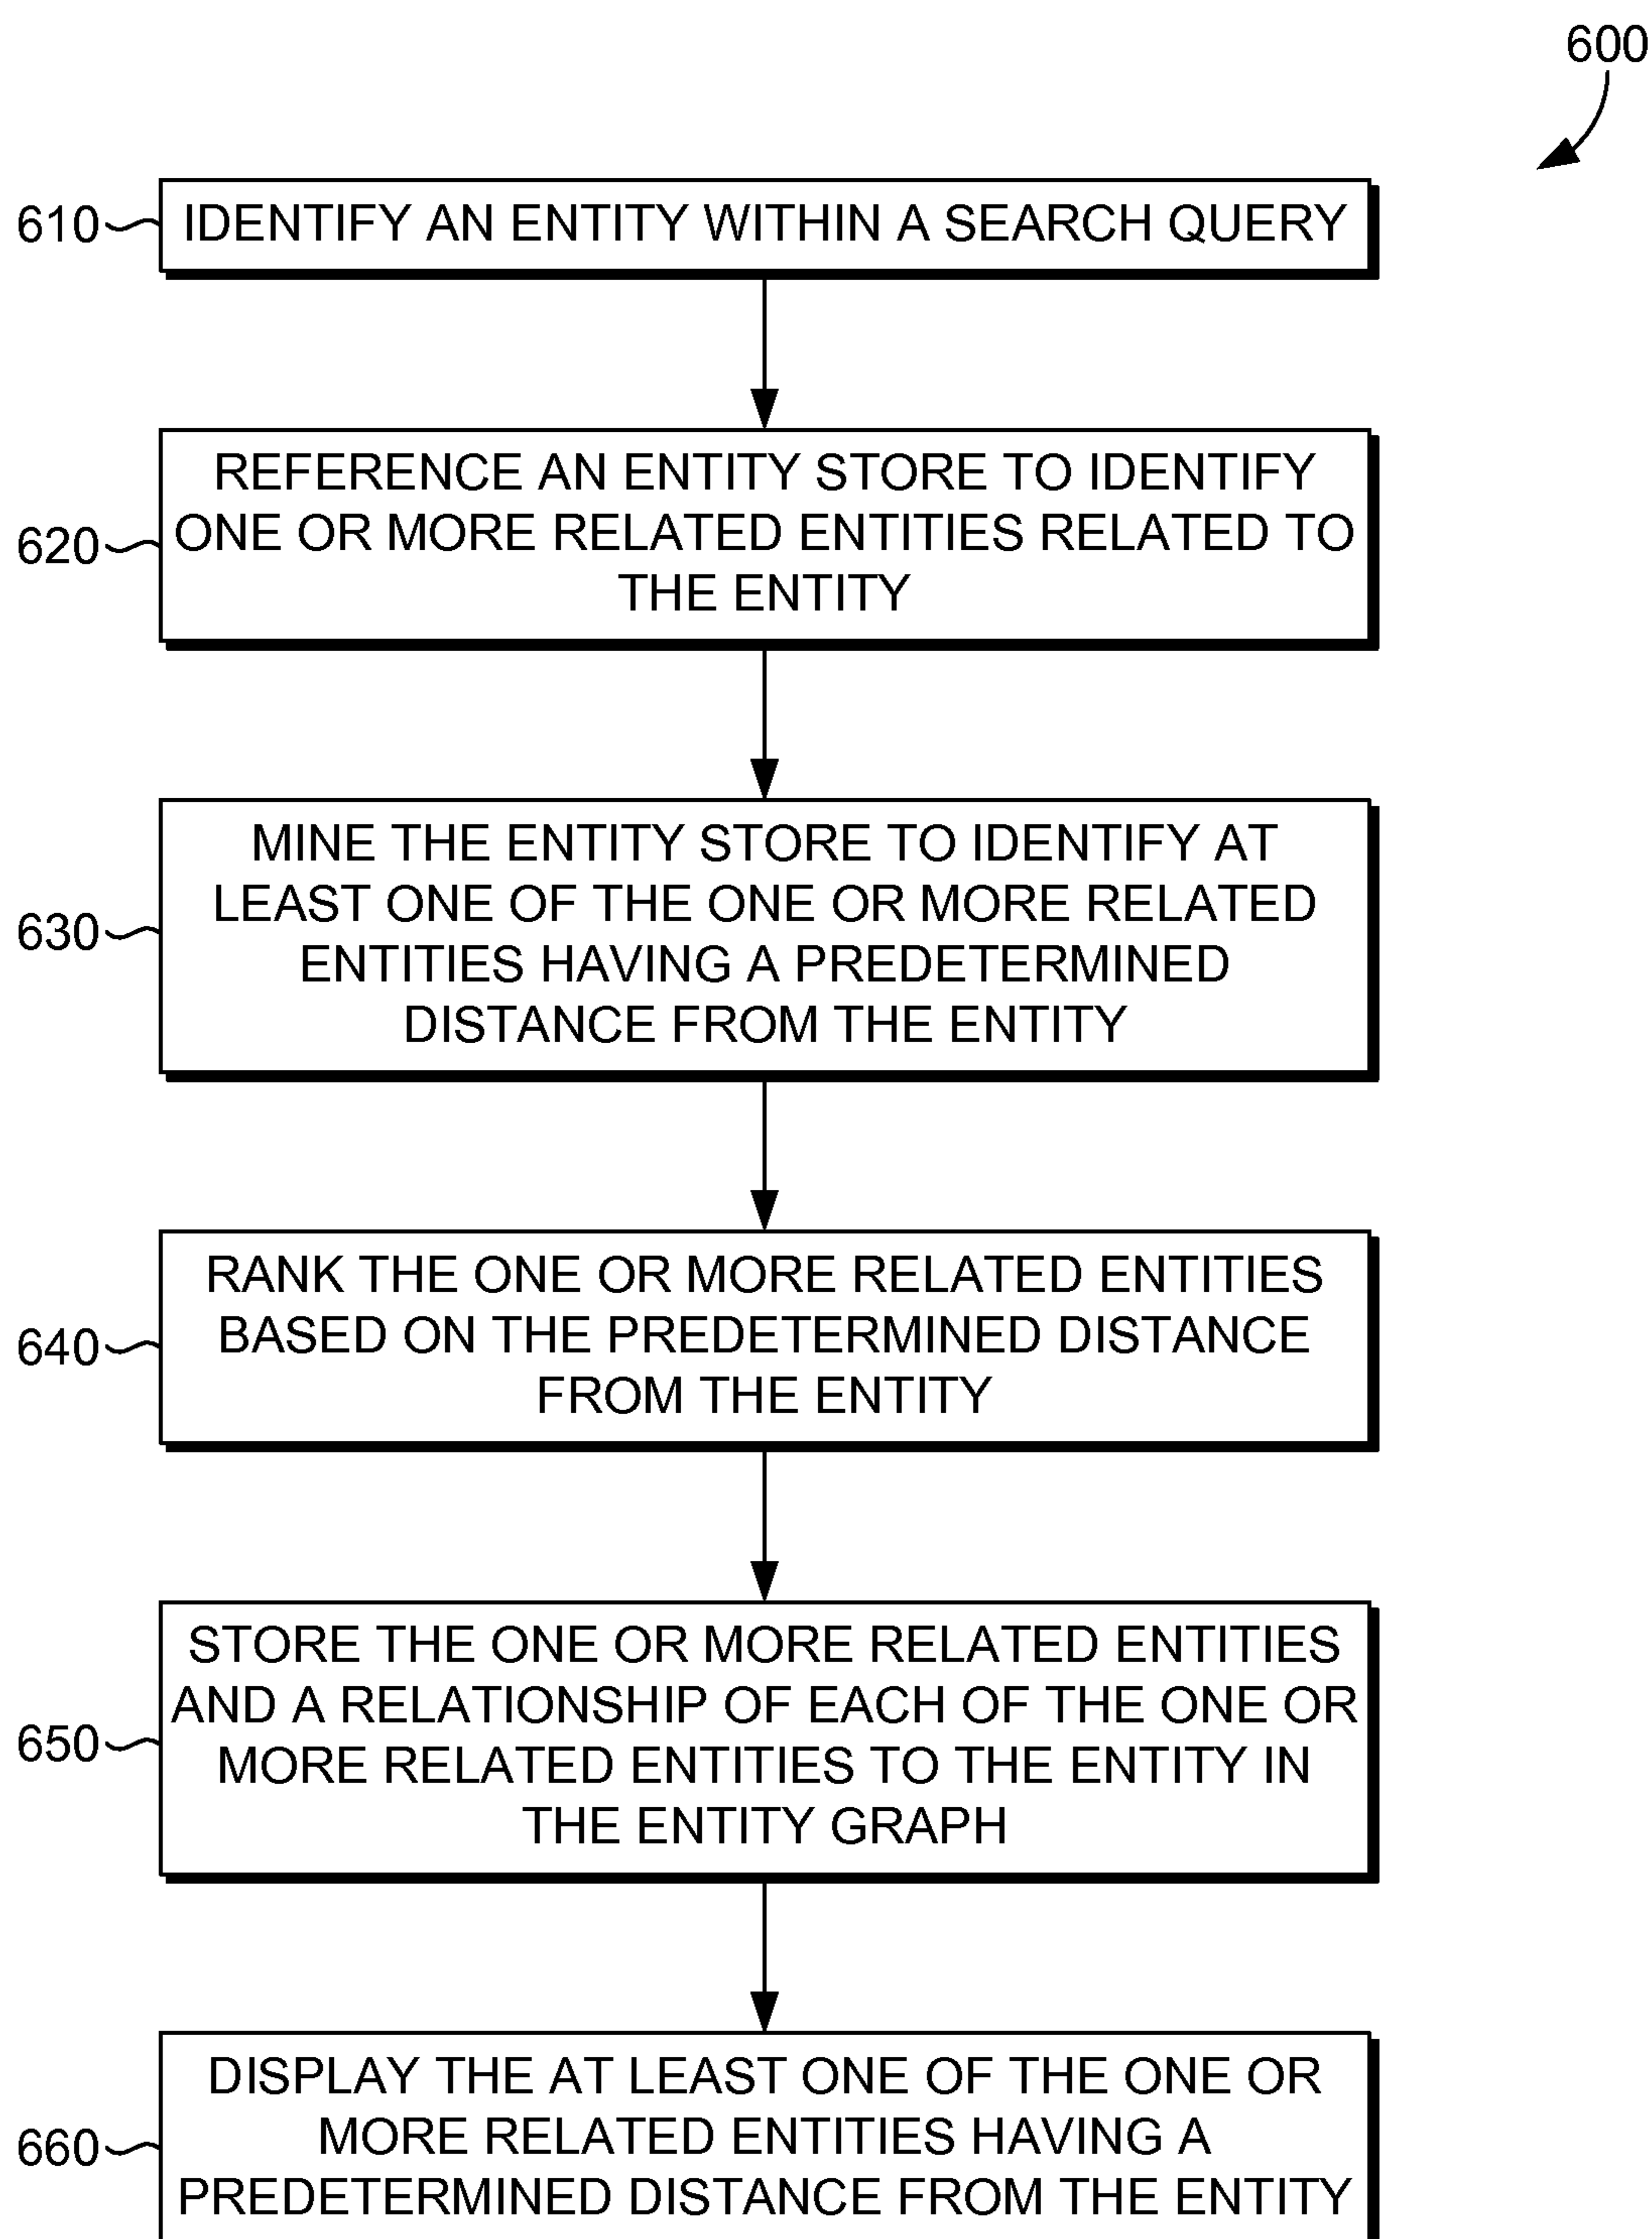 600
610
IDENTIFY AN ENTITY WITHIN A SEARCH QUERY
620
REFERENCE AN ENTITY STORE TO IDENTIFY
ONE OR MORE RELATED ENTITIES RELATED TO
THE ENTITY
630
MINE THE ENTITY STORE TO IDENTIFY AT
LEAST ONE OF THE ONE OR MORE RELATED
ENTITIES HAVING A PREDETERMINED
DISTANCE FROM THE ENTITY
640
RANK THE ONE OR MORE RELATED ENTITIES
BASED ON THE PREDETERMINED DISTANCE
FROM THE ENTITY
650
STORE THE ONE OR MORE RELATED ENTITIES
AND A RELATIONSHIP OF EACH OF THE ONE OR
MORE RELATED ENTITIES TO THE ENTITY IN
THE ENTITY GRAPH
660
DISPLAY THE AT LEAST ONE OF THE ONE OR
MORE RELATED ENTITIES HAVING A
PREDETERMINED DISTANCE FROM THE ENTITY